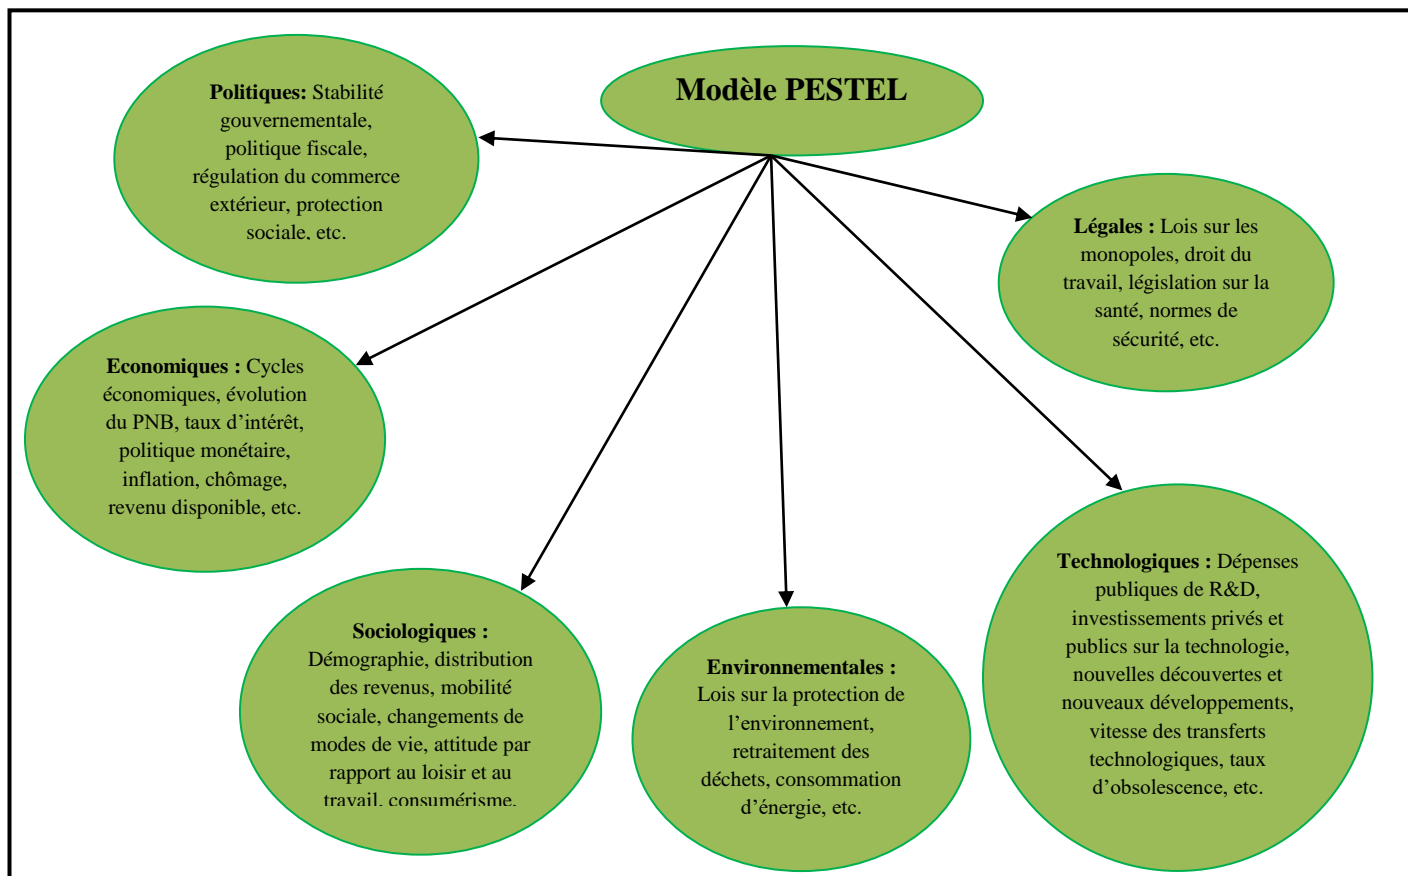 Modèle PESTEL
Politiques: Stabilité
gouvernementale,
politique fiscale,
régulation du commerce
extérieur, protection
sociale, etc.
Légales : Lois sur les
monopoles, droit du
travail, législation sur la
santé, normes de
sécurité, etc.
Economiques : Cycles
économiques, évolution
du PNB, taux d’intérêt,
politique monétaire,
inflation, chômage,
revenu disponible, etc.
Technologiques : Dépenses
publiques de R&D,
investissements privés et
publics sur la technologie,
nouvelles découvertes et
nouveaux développements,
vitesse des transferts
technologiques, taux
d’obsolescence, etc.
Sociologiques :
Démographie, distribution
des revenus, mobilité
sociale, changements de
modes de vie, attitude par
rapport au loisir et au
travail, consumérisme,
Environnementales :
Lois sur la protection de
l’environnement,
retraitement des
déchets, consommation
d’énergie, etc.